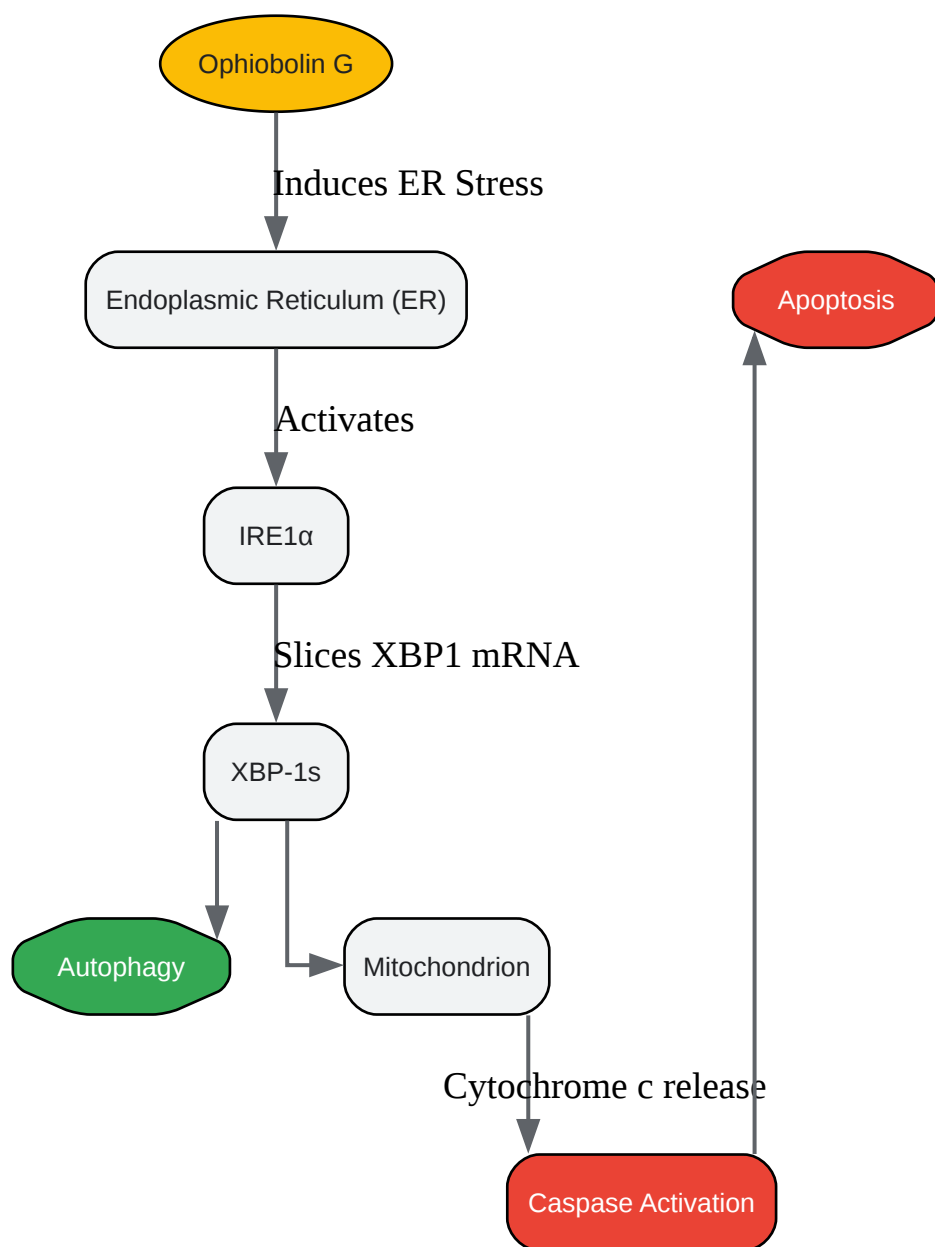 Ophiobolin G
Induces ER Stress
Endoplasmic Reticulum (ER)
Apoptosis
Activates
IRE1α
Slices XBP1 mRNA
XBP-1s
Autophagy
Mitochondrion
Cytochrome c release
Caspase Activation